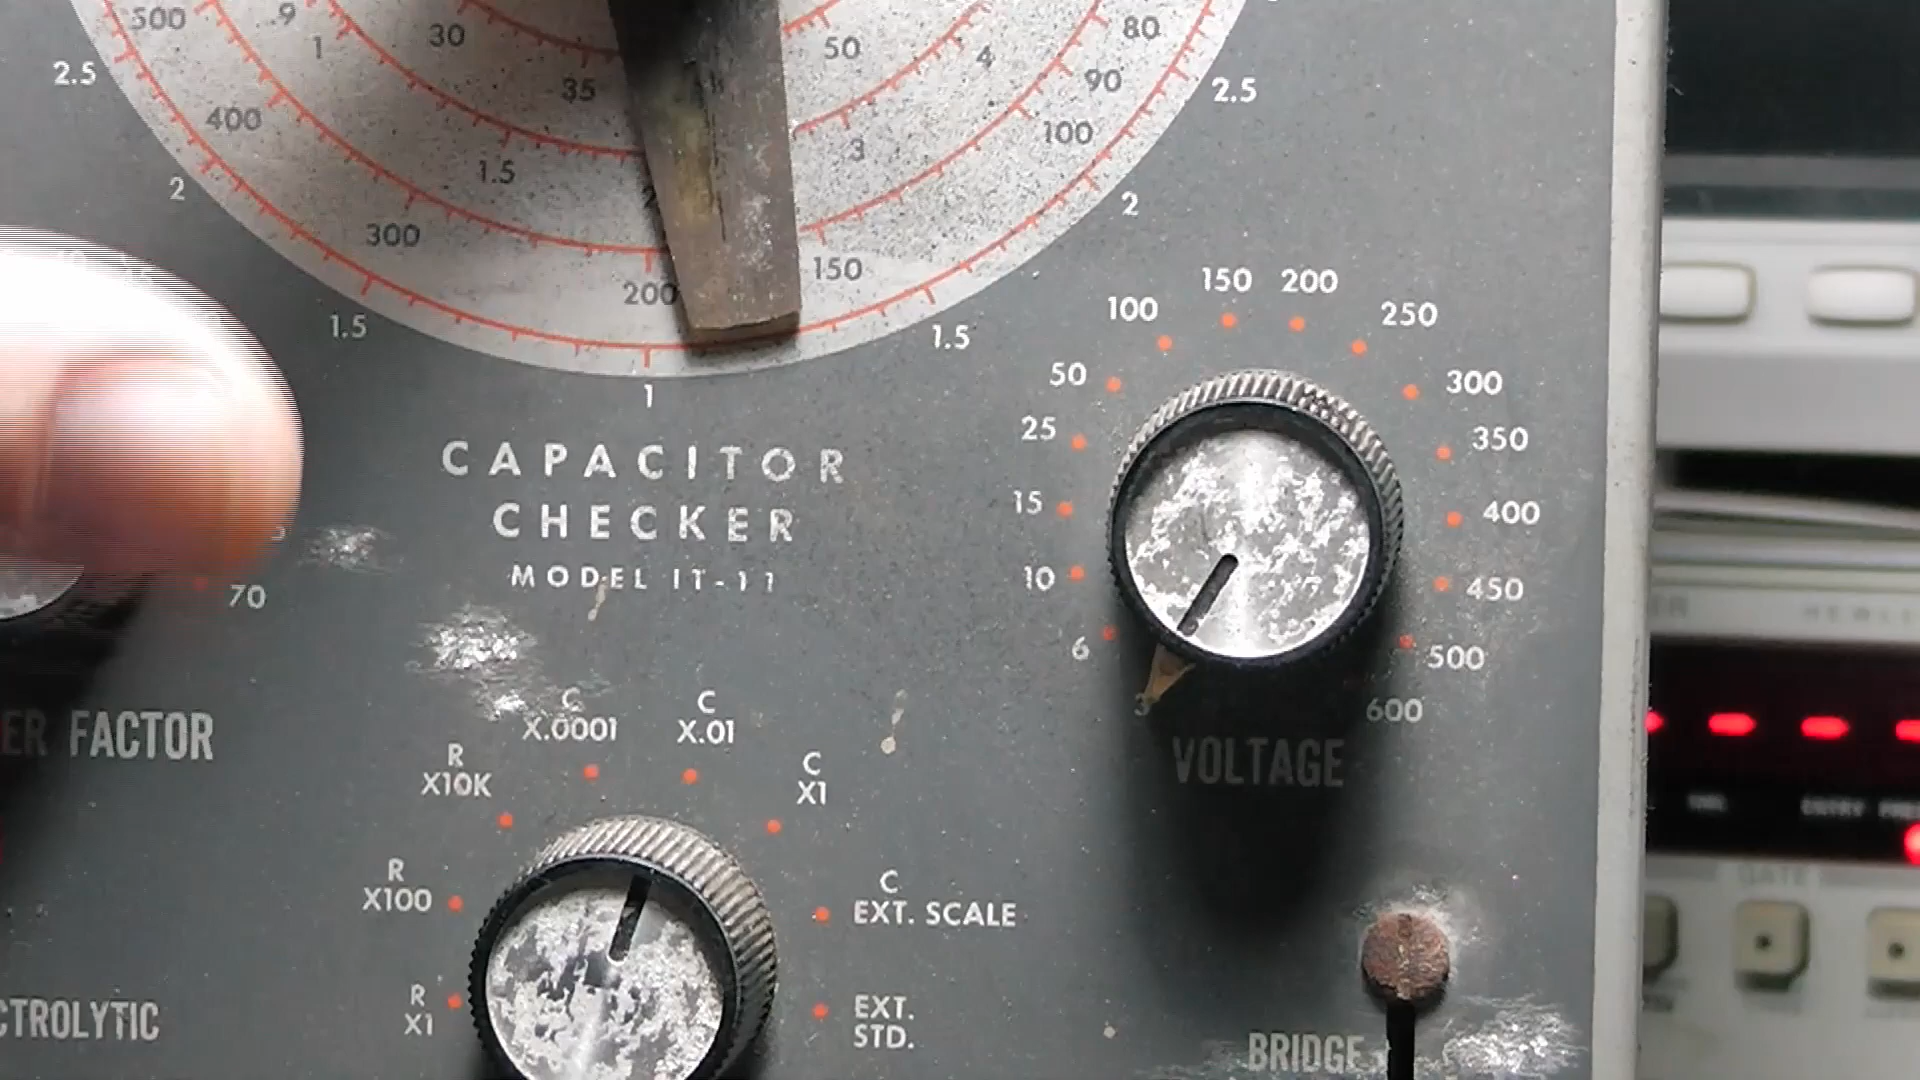 500
.9
1
30
35
50
4
80
90
100
2.5
2.5
400
1.5
3
2
2
300
200
150
1.5
1.5
1
CAPACITOR
CHECKER
MODEL IT-11
70
FACTOR
150 200
100
250
50
300
25
350
15
400
10
450
6
500
3
600
VOLTAGE
C
X.0001
C
X.01
R
X10K
C
X1
R
X100
C
EXT. SCALE
R
X1
EXT.
STD.
BRIDGE
CTROLYTIC
ENTRY
GATE